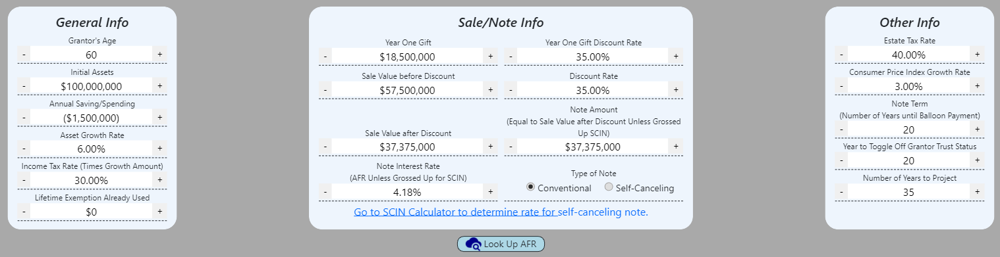 General Info
Grantor's Age
- 60 +
Initial Assets
- $100,000,000 +
Annual Saving/Spending
- ($1,500,000) +
Asset Growth Rate
- 6.00% +
Income Tax Rate (Times Growth Amount)
- 30.00% +
Lifetime Exemption Already Used
- $0 +
Sale/Note Info
Year One Gift
- $18,500,000 +
Year One Gift Discount Rate
- 35.00% +
Sale Value before Discount
- $57,500,000 +
Discount Rate
- 35.00% +
Sale Value after Discount
- $37,375,000 +
Note Amount
(Equal to Sale Value after Discount Unless Grossed
Up SCIN)
- $37,375,000 +
Note Interest Rate
(AFR Unless Grossed Up for SCIN)
- 4.18% +
Type of Note
Conventional Self-Canceling
Go to SCIN Calculator to determine rate for self-canceling note.
Look Up AFR
Other Info
Estate Tax Rate
- 40.00% +
Consumer Price Index Growth Rate
- 3.00% +
Note Term
(Number of Years until Balloon Payment)
- 20 +
Year to Toggle Off Grantor Trust Status
- 20 +
Number of Years to Project
- 35 +